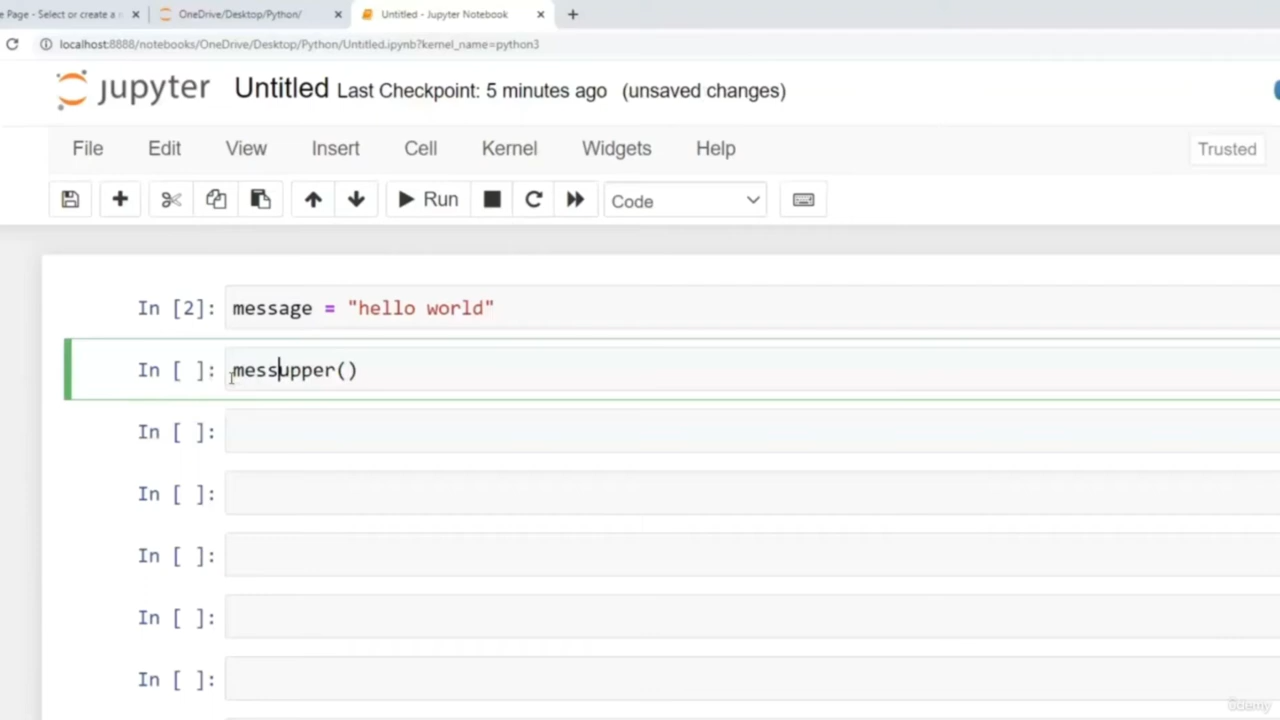 e Page - Select or create a n
OneDrive/Desktop/Python/
Untitled - Jupyter Notebook
localhost:8888/notebooks/OneDrive/Desktop/Python/Untitled.ipynb?kernel_name=python3
jupyter Untitled Last Checkpoint: 5 minutes ago (unsaved changes)
File Edit View Insert Cell Kernel Widgets Help Trusted
Run Code
In [2]: message = "hello world"
In [ ]: messupper()
In [ ]:
In [ ]:
In [ ]:
In [ ]:
In [ ]:
udemy